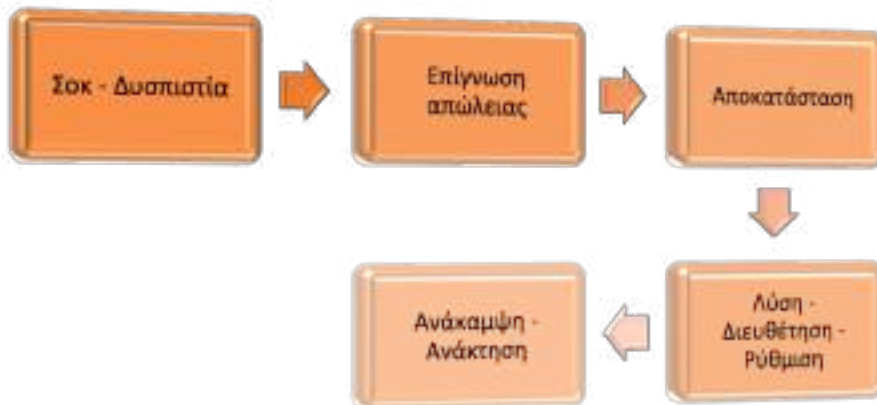 Σοκ - Δυσπιστία
Επίγνωση
απώλειας
Αποκατάσταση
Λύση -
Διευθέτηση -
Ρύθμιση
Ανάκαμψη -
Ανάκτηση